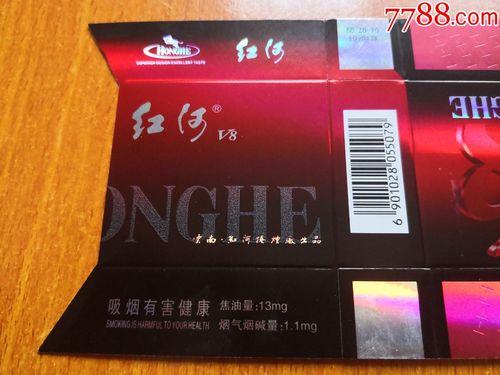 7788.com
HONGHE
SUPERIOR DESIGN EXCELLENT TASTE
红河
红河®
V8
ONGHE
云南·红河卷烟厂出品
6 901028 055079
NGHE
吸烟有害健康
SMOKING IS HARMFUL TO YOUR HEALTH
焦油量:13mg
烟气烟碱量:1.1mg